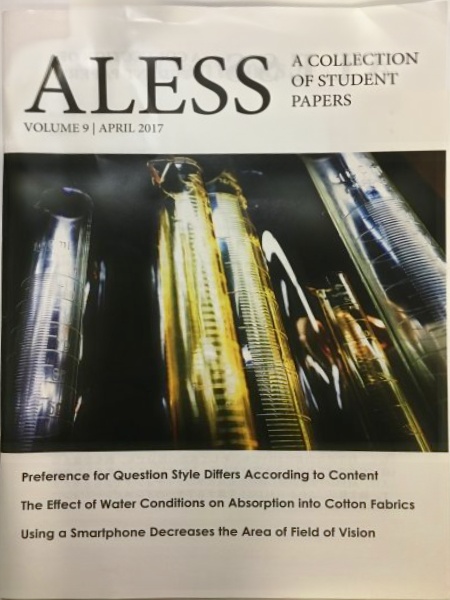 ALESS
A COLLECTION
OF STUDENT
PAPERS
VOLUME 9 | APRIL 2017
Preference for Question Style Differs According to Content
The Effect of Water Conditions on Absorption into Cotton Fabrics
Using a Smartphone Decreases the Area of Field of Vision